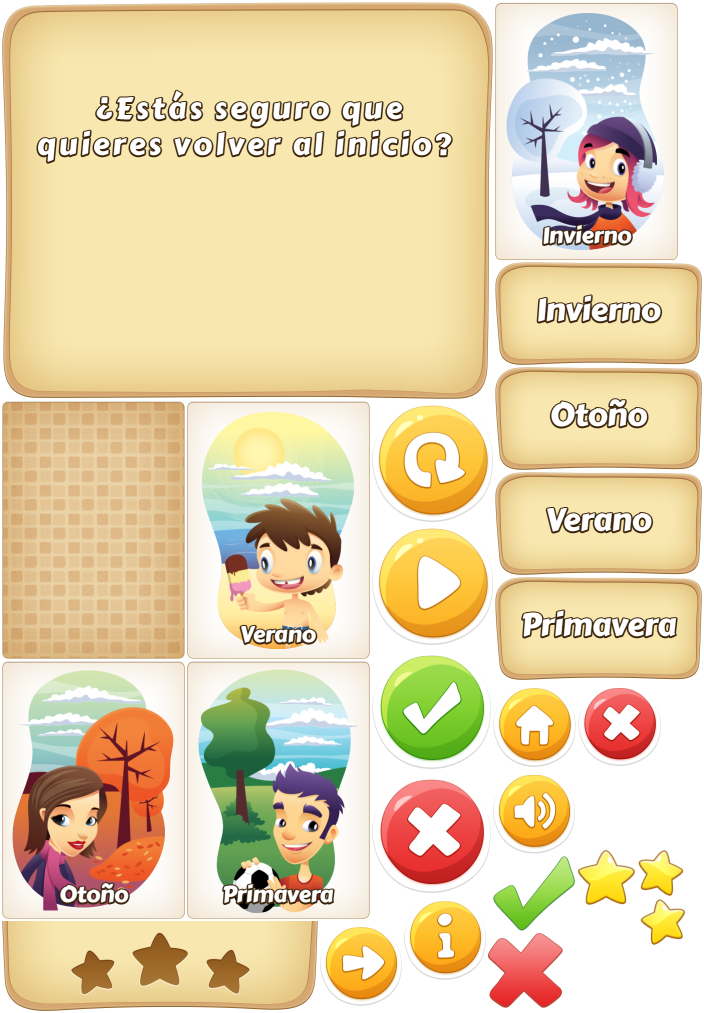 ¿Estás seguro que
quieres volver al inicio?
Invierno
Invierno
Otoño
Verano
Primavera
Verano
Otoño
Primavera